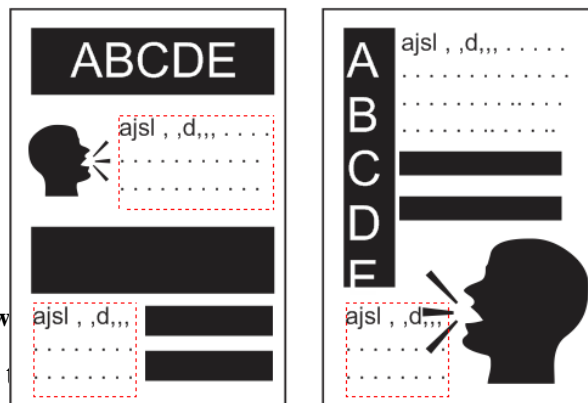 ABCDE
ajsl , ,d,,, . . . .
. . . . . . . . . . .
. . . . . . . . . . .
ajsl , ,d,,,
. . . . . . .
. . . . . . .
A
B
C
D
E
ajsl , ,d,,, . . . . .
. . . . . . . . . . . . .
. . . . . . . .. . . ..
. . . . . . .. . . . ..
ajsl , ,d,,,
. . . . . . .
. . . . . . .